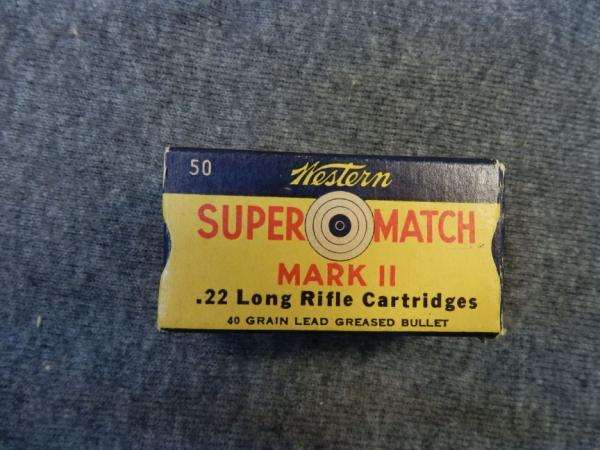 50 Western
SUPER MATCH
MARK II
.22 Long Rifle Cartridges
40 GRAIN LEAD GREASED BULLET